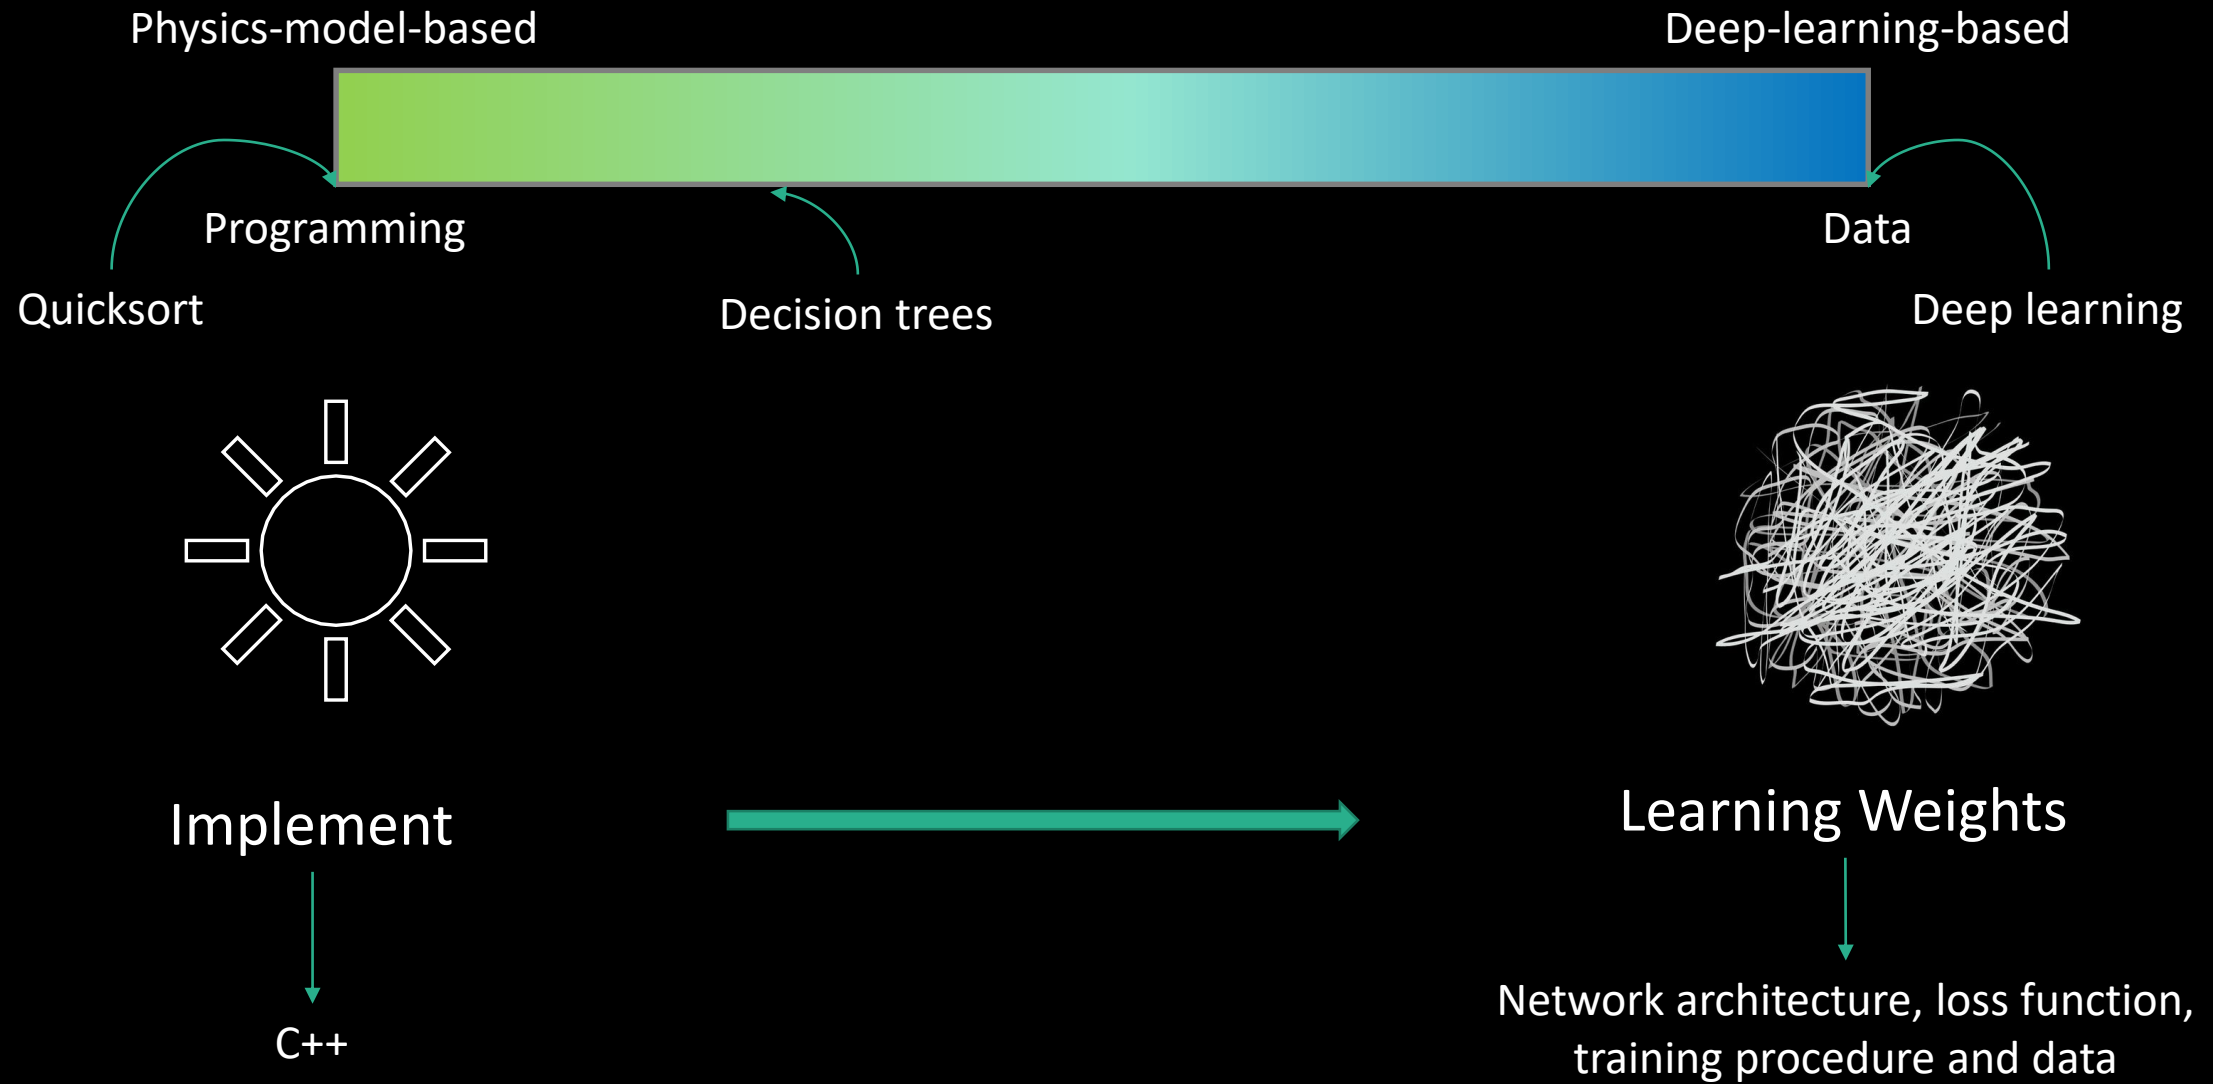 Physics-model-based
Deep-learning-based
Programming
Data
Quicksort
Decision trees
Deep learning
Implement
Learning Weights
C++
Network architecture, loss function,
training procedure and data